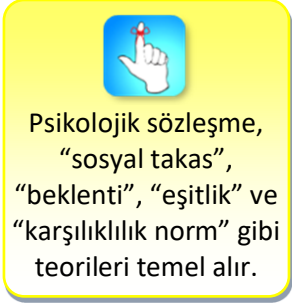 Psikolojik sözleşme,
“sosyal takas”,
“beklenti”, “eşitlik” ve
“karşılıklılık norm” gibi
teorileri temel alır.